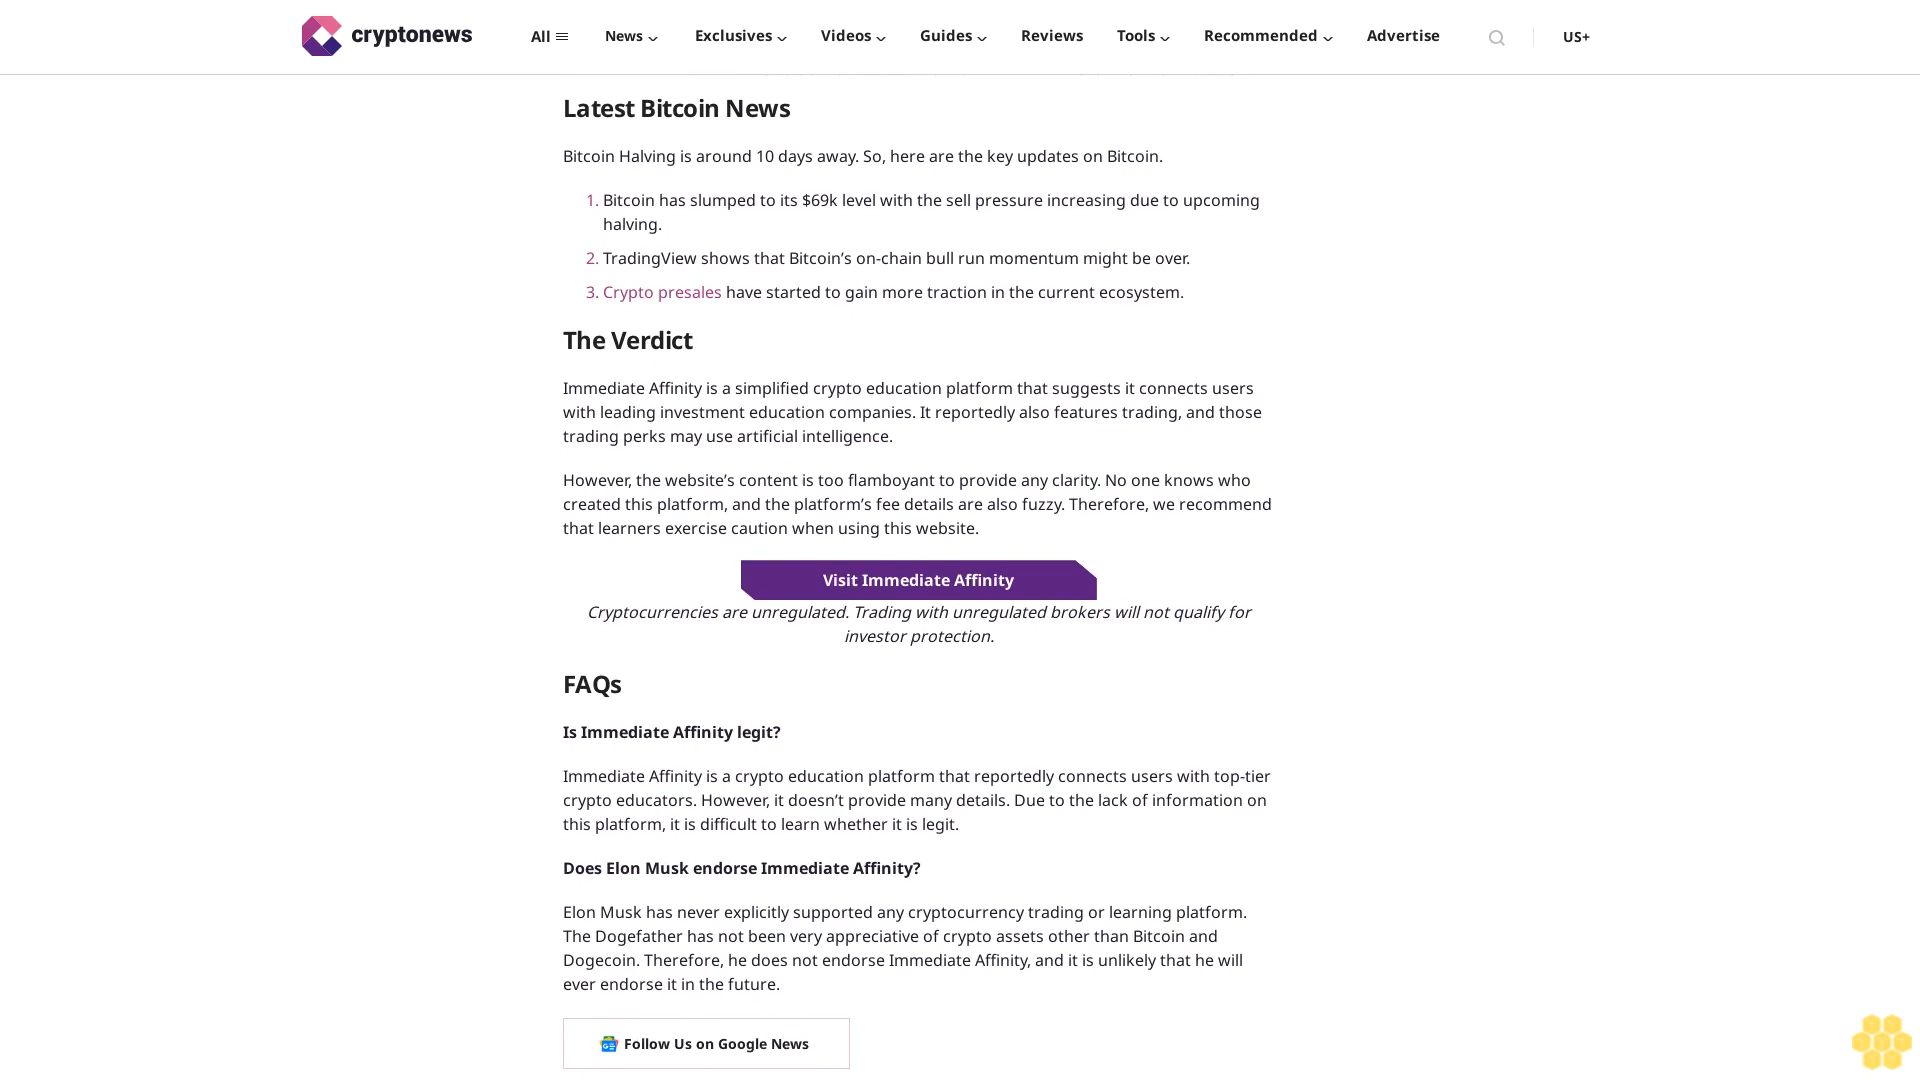 cryptonews
All
News
Exclusives
Videos
Guides
Reviews
Tools
Recommended
Advertise
US+
Latest Bitcoin News
Bitcoin Halving is around 10 days away. So, here are the key updates on Bitcoin.
1. Bitcoin has slumped to its $69k level with the sell pressure increasing due to upcoming
halving.
2. TradingView shows that Bitcoin’s on-chain bull run momentum might be over.
3. Crypto presales have started to gain more traction in the current ecosystem.
The Verdict
Immediate Affinity is a simplified crypto education platform that suggests it connects users
with leading investment education companies. It reportedly also features trading, and those
trading perks may use artificial intelligence.
However, the website’s content is too flamboyant to provide any clarity. No one knows who
created this platform, and the platform’s fee details are also fuzzy. Therefore, we recommend
that learners exercise caution when using this website.
Visit Immediate Affinity
Cryptocurrencies are unregulated. Trading with unregulated brokers will not qualify for
investor protection.
FAQs
Is Immediate Affinity legit?
Immediate Affinity is a crypto education platform that reportedly connects users with top-tier
crypto educators. However, it doesn’t provide many details. Due to the lack of information on
this platform, it is difficult to learn whether it is legit.
Does Elon Musk endorse Immediate Affinity?
Elon Musk has never explicitly supported any cryptocurrency trading or learning platform.
The Dogefather has not been very appreciative of crypto assets other than Bitcoin and
Dogecoin. Therefore, he does not endorse Immediate Affinity, and it is unlikely that he will
ever endorse it in the future.
Follow Us on Google News